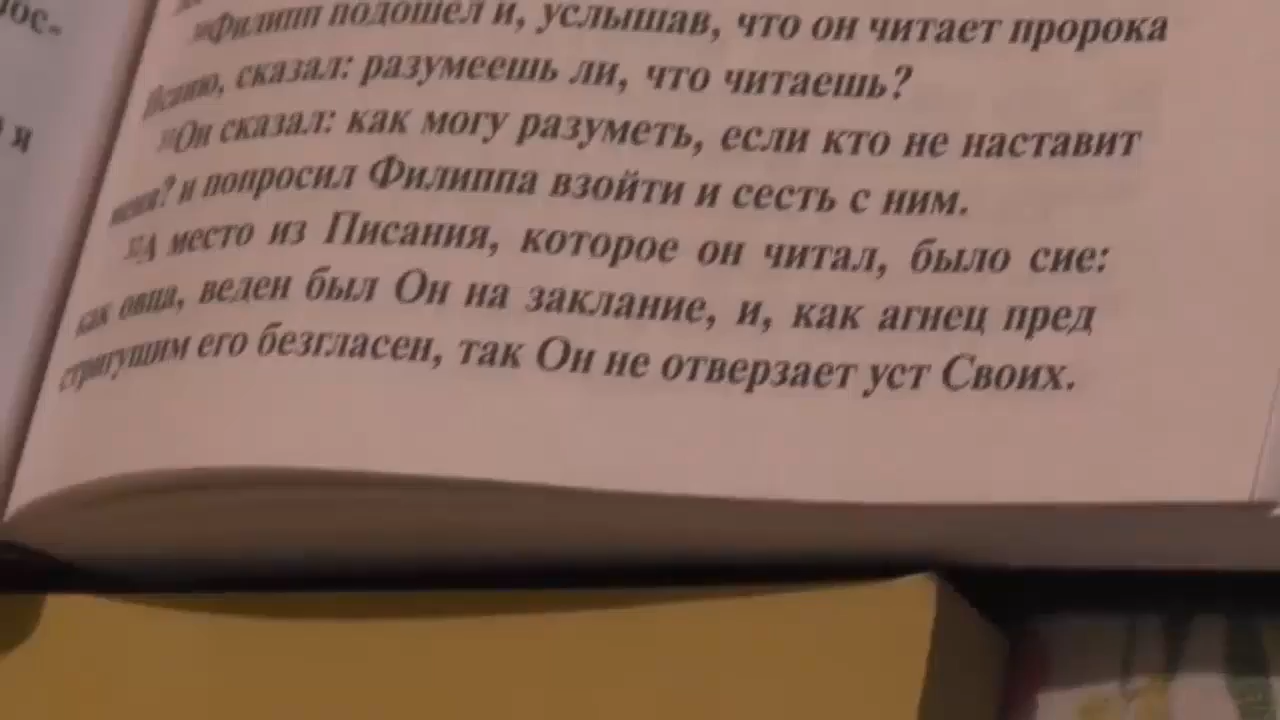 Филипп подошел и, услышав, что он читает пророка
Исаию, сказал: разумеешь ли, что читаешь?
Он сказал: как могу разуметь, если кто не наставит
меня? и попросил Филиппа взойти и сесть с ним.
А место из Писания, которое он читал, было сие:
как овца, веден был Он на заклание, и, как агнец пред
стригущим его безгласен, так Он не отверзает уст Своих.